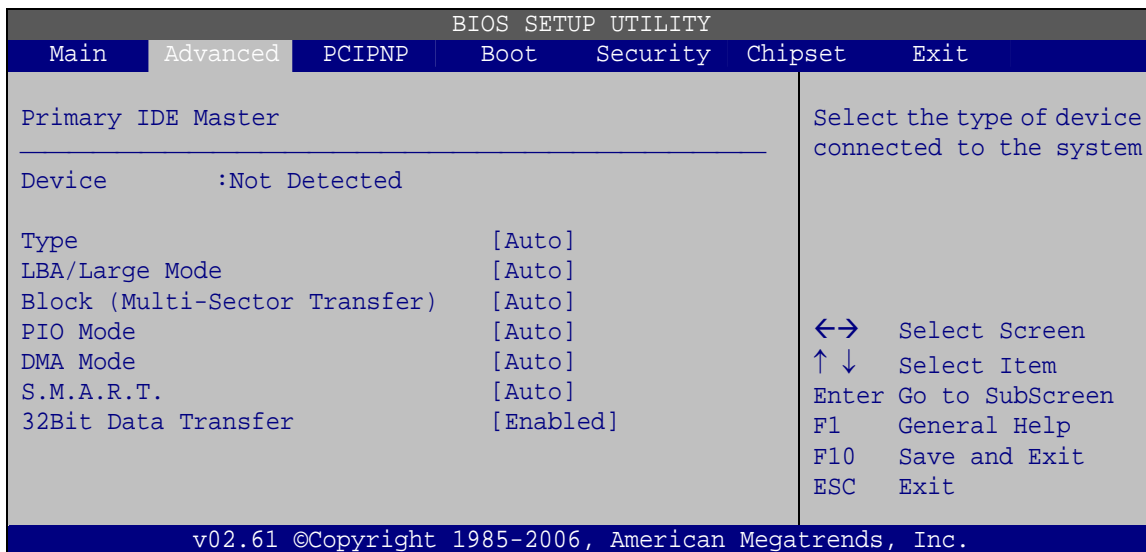 BIOS SETUP UTILITY
Main Advanced PCIPNP Boot Security Chipset Exit
Primary IDE Master
Device :Not Detected
Type [Auto]
LBA/Large Mode [Auto]
Block (Multi-Sector Transfer) [Auto]
PIO Mode [Auto]
DMA Mode [Auto]
S.M.A.R.T. [Auto]
32Bit Data Transfer [Enabled]
Select the type of device
connected to the system
←→ Select Screen
↑ ↓ Select Item
Enter Go to SubScreen
F1 General Help
F10 Save and Exit
ESC Exit
v02.61 ©Copyright 1985-2006, American Megatrends, Inc.